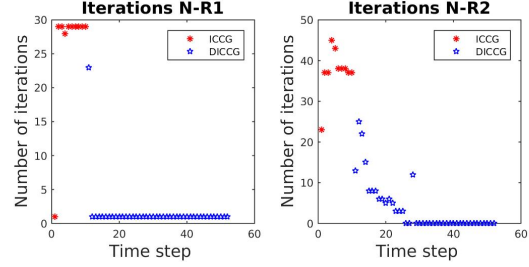 Iterations N-R1
Number of iterations
30
25
20
15
10
5
0
0
20
40
60
Time step
ICCG
DICCG
Iterations N-R2
Number of iterations
50
40
30
20
10
0
0
20
40
60
Time step
ICCG
DICCG